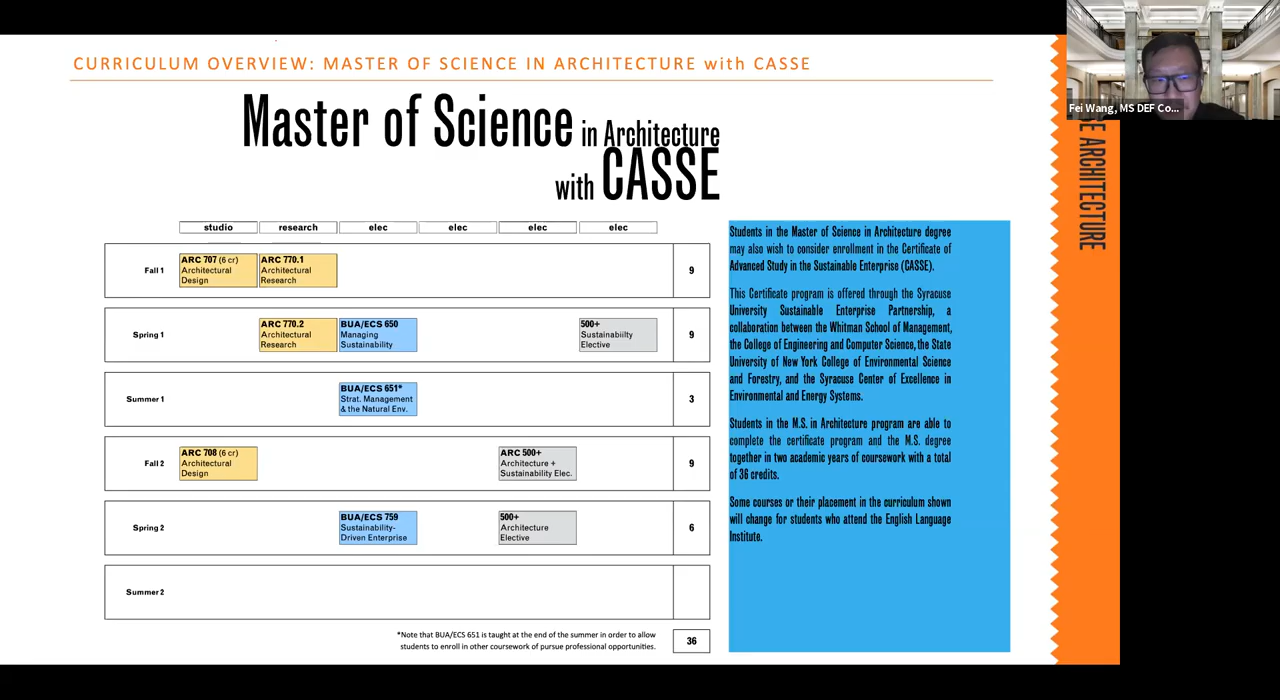 CURRICULUM OVERVIEW: MASTER OF SCIENCE IN ARCHITECTURE with CASSE
Master of Science in Architecture
with CASSE
studio research elec elec elec elec
Fall 1
ARC 707 (6 cr)
Architectural
Design
ARC 770.1
Architectural
Research
9
Spring 1
ARC 770.2
Architectural
Research
BUA/ECS 650
Managing
Sustainability
500+
Sustainabiilty
Elective
9
Summer 1
BUA/ECS 651*
Strat. Management
& the Natural Env.
3
Fall 2
ARC 708 (6 cr)
Architectural
Design
ARC 500+
Architecture +
Sustainability Elec.
9
Spring 2
BUA/ECS 759
Sustainability-
Driven Enterprise
500+
Architecture
Elective
6
Summer 2
*Note that BUA/ECS 651 is taught at the end of the summer in order to allow
students to enroll in other coursework of pursue professional opportunities.
36
Students in the Master of Science in Architecture degree
may also wish to consider enrollment in the Certificate of
Advanced Study in the Sustainable Enterprise (CASSE).
This Certificate program is offered through the Syracuse
University Sustainable Enterprise Partnership, a
collaboration between the Whitman School of Management,
the College of Engineering and Computer Science, the State
University of New York College of Environmental Science
and Forestry, and the Syracuse Center of Excellence in
Environmental and Energy Systems.
Students in the M.S. in Architecture program are able to
complete the certificate program and the M.S. degree
together in two academic years of coursework with a total
of 36 credits.
Some courses or their placement in the curriculum shown
will change for students who attend the English Language
Institute.
Fei Wang, MS DEF Co...
ARCHITECTURE